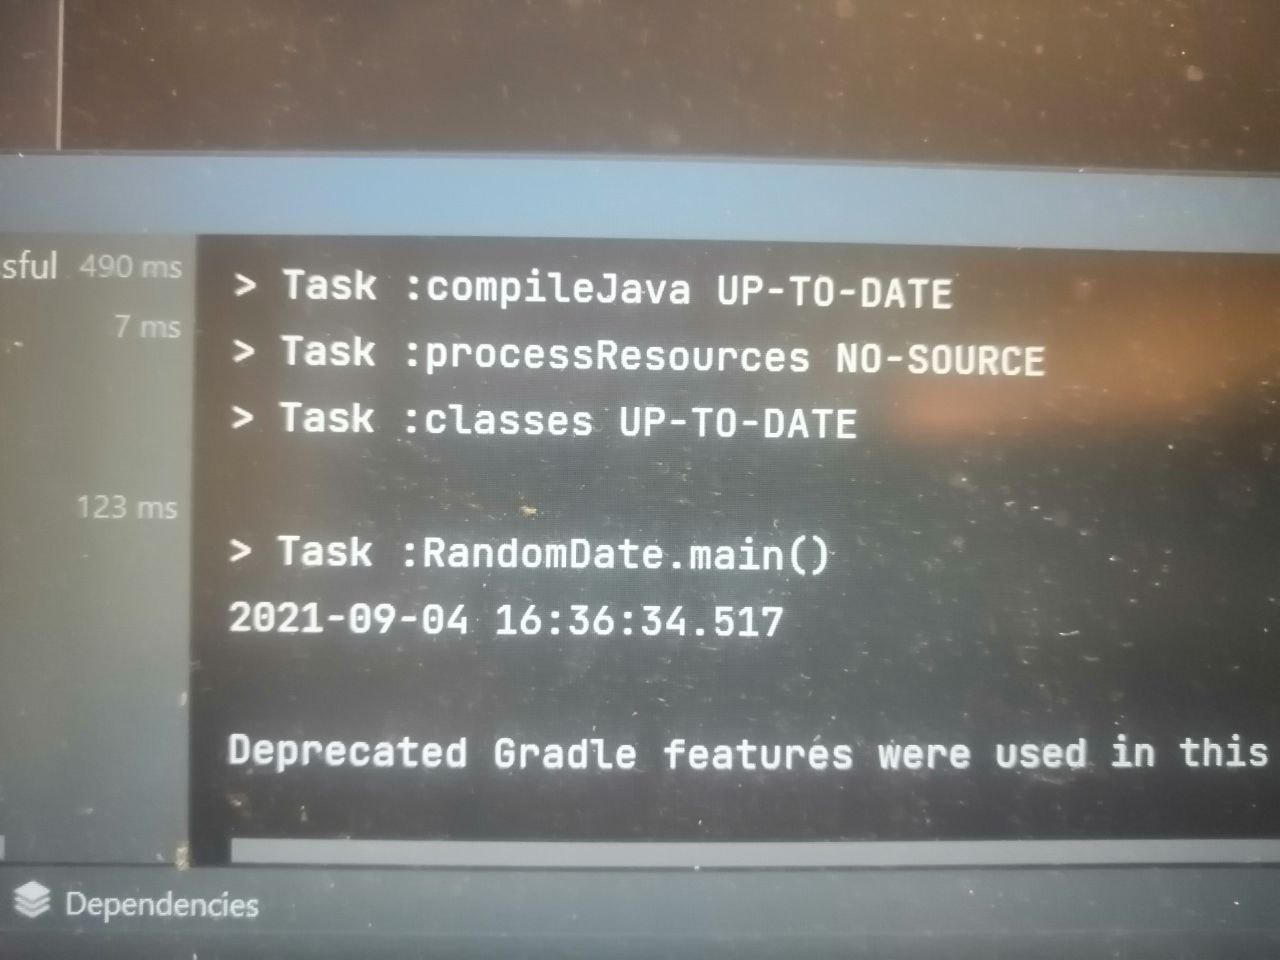 sful 490 ms
7 ms
123 ms
> Task :compileJava UP-TO-DATE
> Task :processResources NO-SOURCE
> Task :classes UP-TO-DATE
> Task :RandomDate.main()
2021-09-04 16:36:34.517
Deprecated Gradle features were used in this
Dependencies